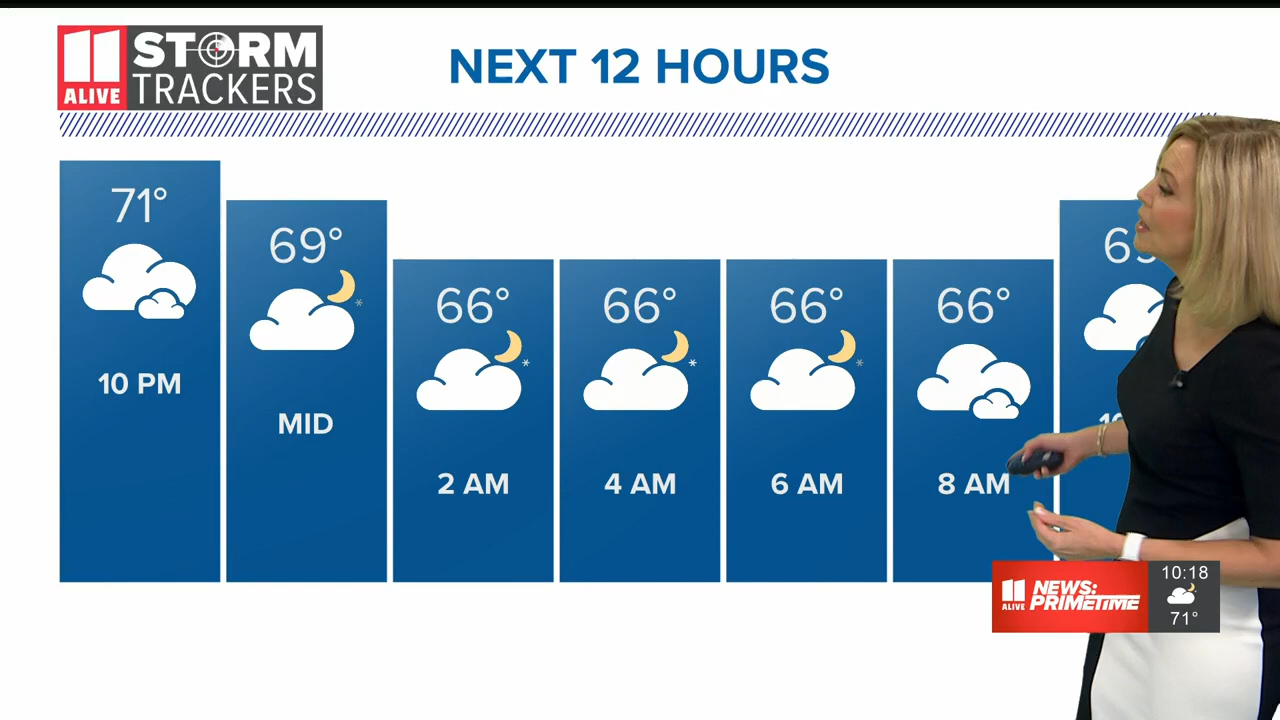 11
ALIVE
STORM
TRACKERS
NEXT 12 HOURS
71°
10 PM
69°
MID
66°
2 AM
66°
4 AM
66°
6 AM
66°
8 AM
11
ALIVE
NEWS:
PRIMETIME
10:18
71°